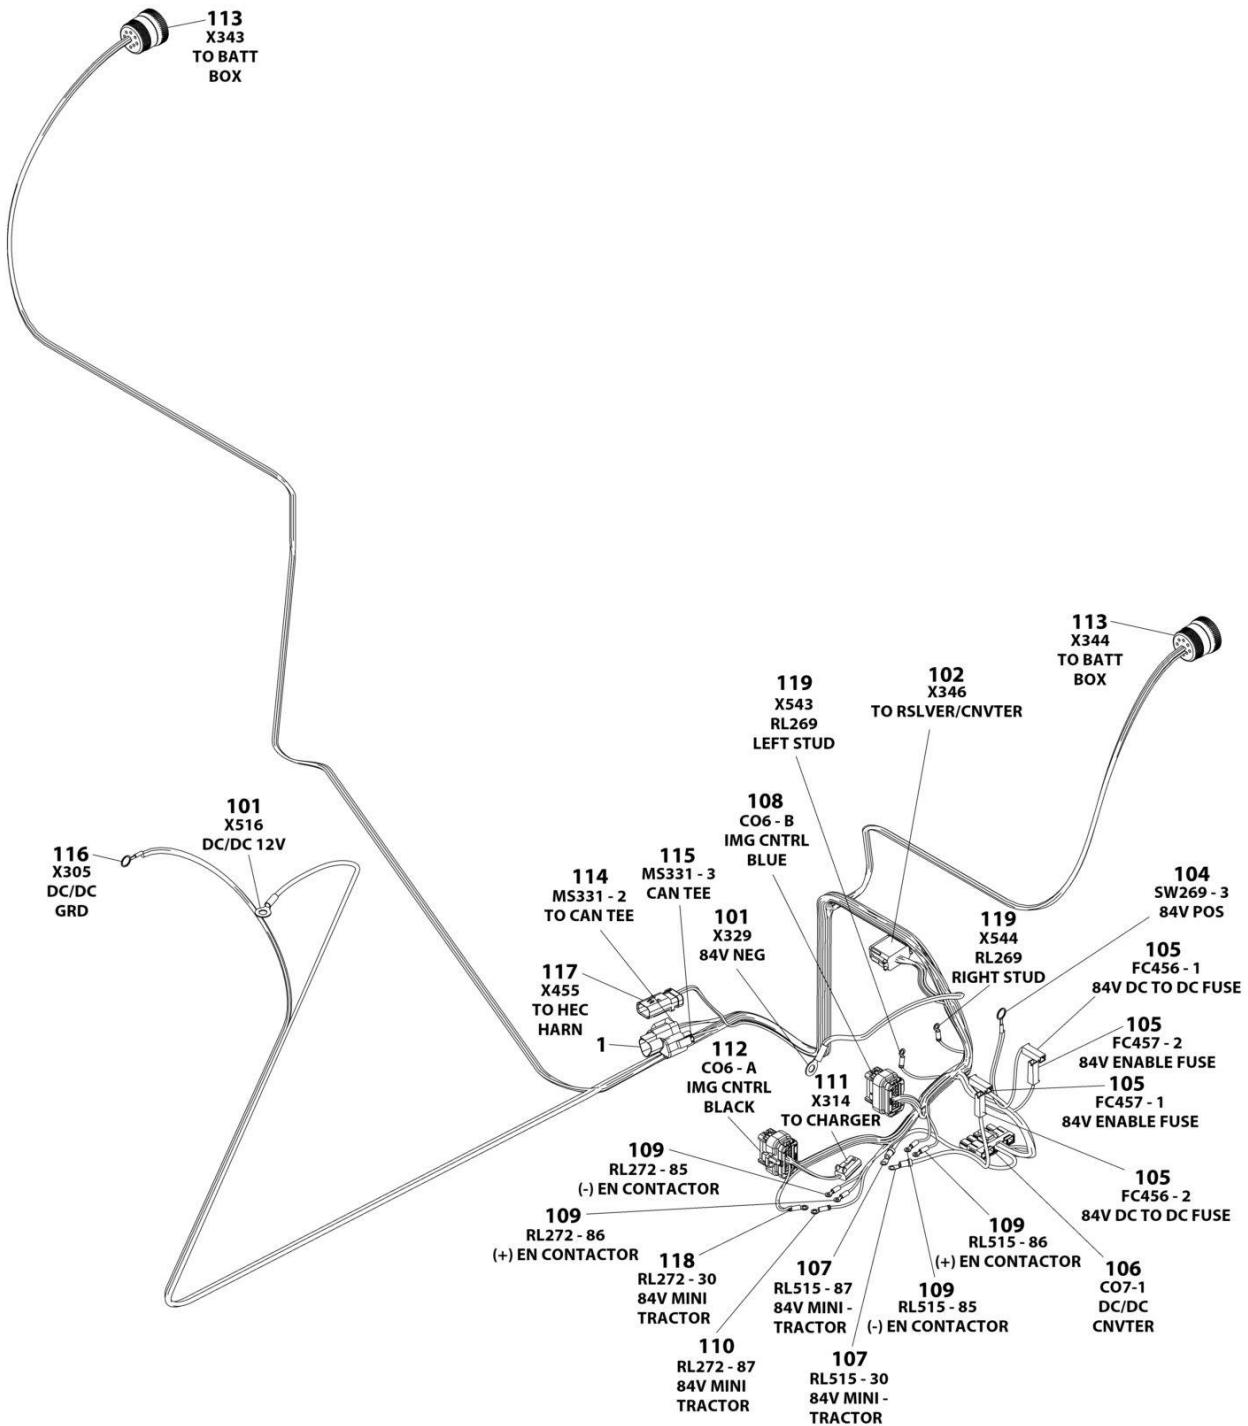 113
X343
TO BATT
BOX
113
X344
TO BATT
BOX
119
X543
RL269
LEFT STUD
102
X346
TO RSLVER/CNVTER
101
X516
DC/DC 12V
108
CO6 - B
IMG CNTRL
BLUE
116
X305
DC/DC
GRD
114
MS331 - 2
TO CAN TEE
115
MS331 - 3
CAN TEE
104
SW269 - 3
84V POS
101
X329
84V NEG
119
X544
RL269
RIGHT STUD
105
FC456 - 1
84V DC TO DC FUSE
117
X455
TO HEC
HARN
105
FC457 - 2
84V ENABLE FUSE
1
112
CO6 - A
IMG CNTRL
BLACK
111
X314
TO CHARGER
105
FC457 - 1
84V ENABLE FUSE
109
RL272 - 85
(-) EN CONTACTOR
105
FC456 - 2
84V DC TO DC FUSE
109
RL272 - 86
(+) EN CONTACTOR
109
RL515 - 86
(+) EN CONTACTOR
118
RL272 - 30
84V MINI
TRACTOR
107
RL515 - 87
84V MINI -
TRACTOR
109
RL515 - 85
(-) EN CONTACTOR
106
CO7-1
DC/DC
CNVTER
110
RL272 - 87
84V MINI
TRACTOR
107
RL515 - 30
84V MINI -
TRACTOR